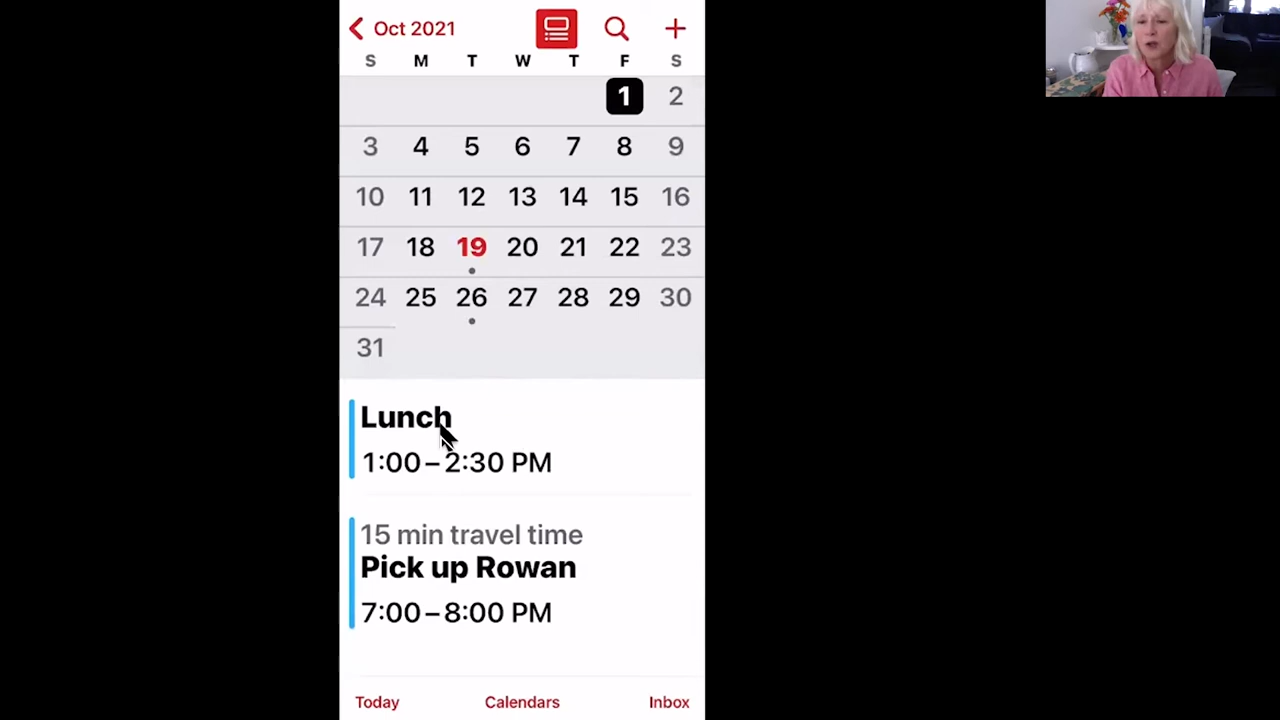 Oct 2021
S M T W T F S
1 2
3 4 5 6 7 8 9
10 11 12 13 14 15 16
17 18 19 20 21 22 23
24 25 26 27 28 29 30
31
Lunch
1:00 – 2:30 PM
15 min travel time
Pick up Rowan
7:00 – 8:00 PM
Today Calendars Inbox